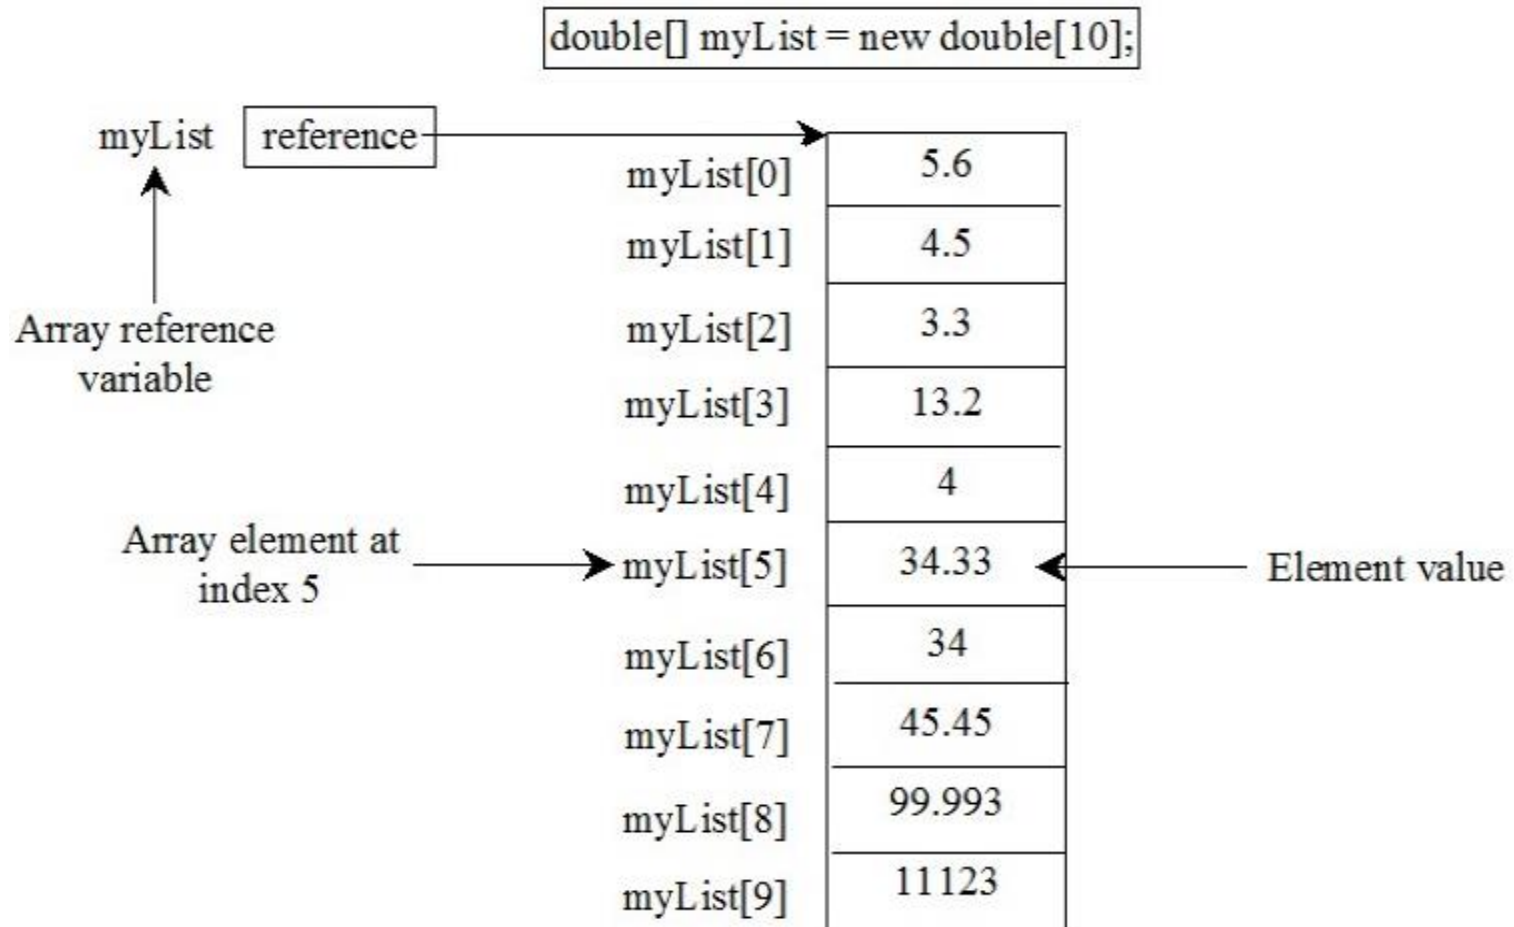 double[] myList = new double[10];
myList reference
myList[0] 5.6
myList[1] 4.5
Array reference
variable
myList[2] 3.3
myList[3] 13.2
myList[4] 4
Array element at
index 5
myList[5] 34.33 Element value
myList[6] 34
myList[7] 45.45
myList[8] 99.993
myList[9] 11123